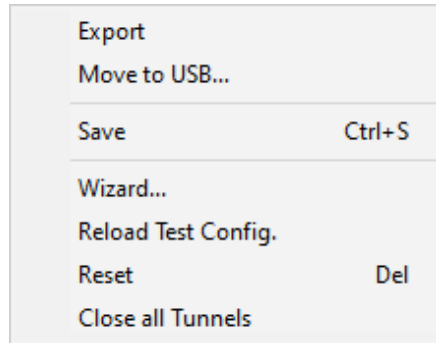 Export
Move to USB...
Save Ctrl+S
Wizard...
Reload Test Config.
Reset Del
Close all Tunnels